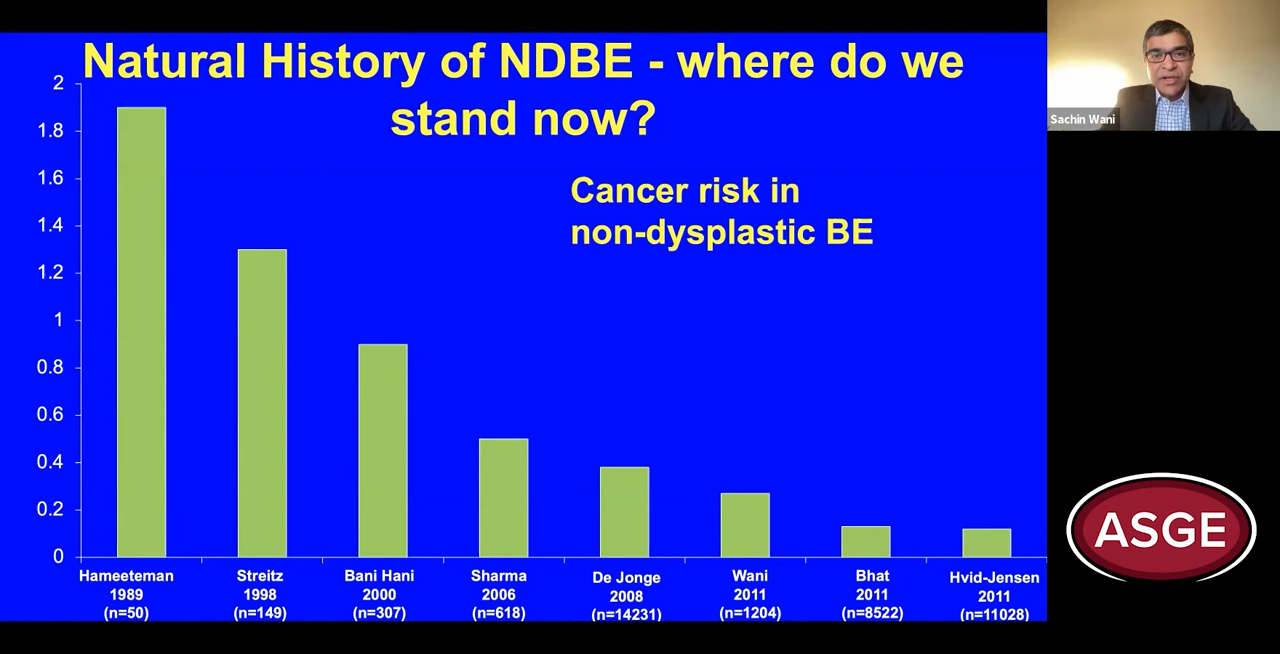 Natural History of NDBE - where do we
stand now?
Sachin Wani
Cancer risk in
non-dysplastic BE
2
1.8
1.6
1.4
1.2
1
0.8
0.6
0.4
0.2
0
Hameeteman
1989
(n=50)
Streitz
1998
(n=149)
Bani Hani
2000
(n=307)
Sharma
2006
(n=618)
De Jonge
2008
(n=14231)
Wani
2011
(n=1204)
Bhat
2011
(n=8522)
Hvid-Jensen
2011
(n=11028)
ASGE